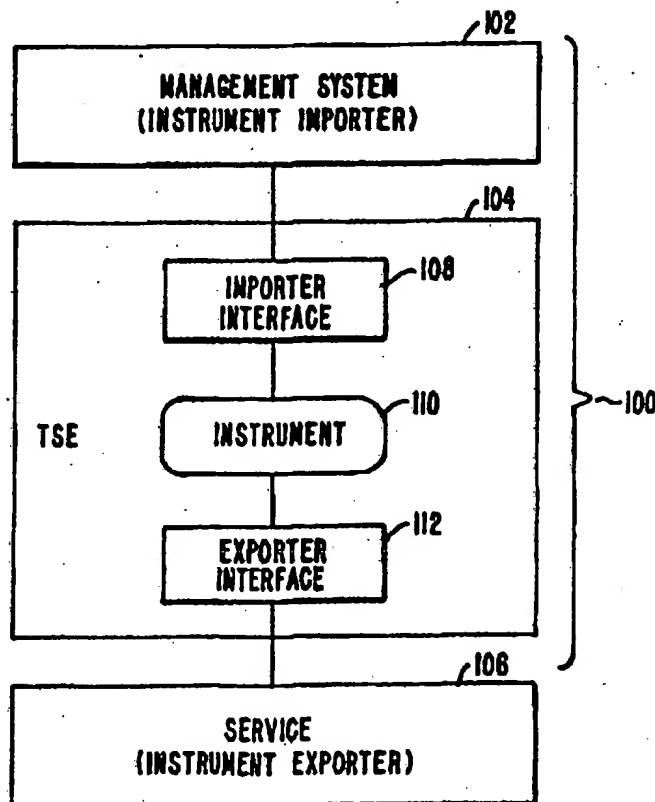 102
MANAGEMENT SYSTEM
(INSTRUMENT IMPORTER)
104
108
IMPORTER
INTERFACE
110
TSE
INSTRUMENT
100
112
EXPORTER
INTERFACE
106
SERVICE
(INSTRUMENT EXPORTER)